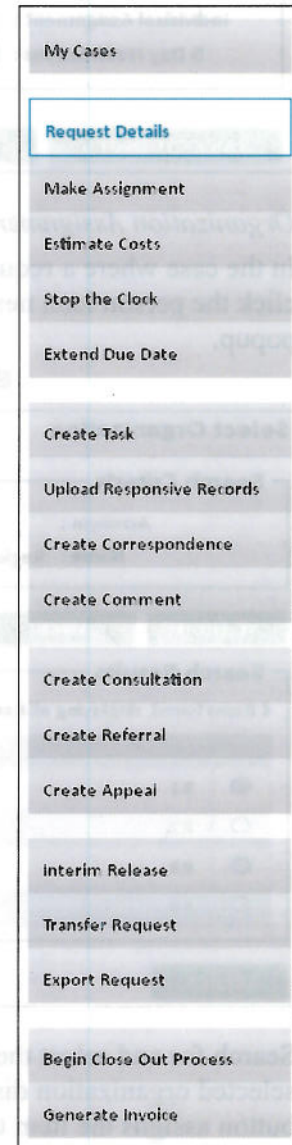 My Cases
Request Details
Make Assignment
Estimate Costs
Stop the Clock
Extend Due Date
Create Task
Upload Responsive Records
Create Correspondence
Create Comment
Create Consultation
Create Referral
Create Appeal
Interim Release
Transfer Request
Export Request
Begin Close Out Process
Generate Invoice